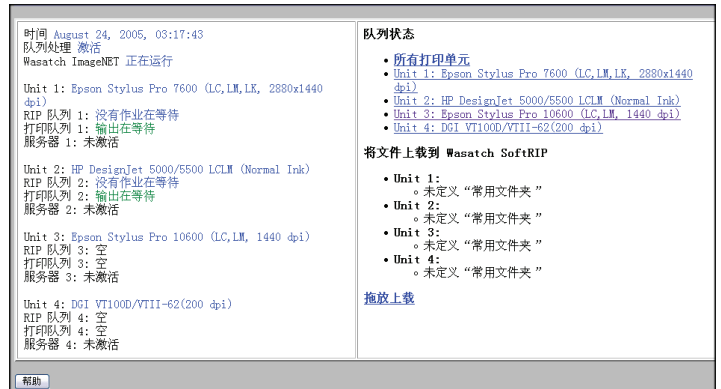 时间 August 24, 2005, 03:17:43
队列处理 激活
Wasatch ImageNET 正在运行
Unit 1: Epson Stylus Pro 7600 (LC,LM,LK, 2880x1440
dpi)
RIP 队列 1: 没有作业在等待
打印队列 1: 输出在等待
服务器 1: 未激活
Unit 2: HP DesignJet 5000/5500 LCLM (Normal Ink)
RIP 队列 2: 没有作业在等待
打印队列 2: 输出在等待
服务器 2: 未激活
Unit 3: Epson Stylus Pro 10600 (LC,LM, 1440 dpi)
RIP 队列 3: 空
打印队列 3: 空
服务器 3: 未激活
Unit 4: DGI VT100D/VTII-62(200 dpi)
RIP 队列 4: 空
打印队列 4: 空
服务器 4: 未激活
队列状态
所有打印单元
Unit 1: Epson Stylus Pro 7600 (LC,LM,LK, 2880x1440
dpi)
Unit 2: HP DesignJet 5000/5500 LCLM (Normal Ink)
Unit 3: Epson Stylus Pro 10600 (LC,LM, 1440 dpi)
Unit 4: DGI VT100D/VTII-62(200 dpi)
将文件上载到 Wasatch SoftRIP
Unit 1:
未定义“常用文件夹 ”
Unit 2:
未定义“常用文件夹 ”
Unit 3:
未定义“常用文件夹 ”
Unit 4:
未定义“常用文件夹 ”
拖放上载
帮助